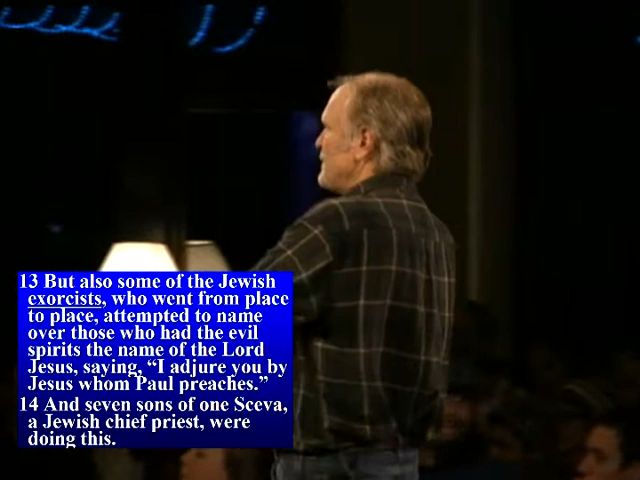 13 But also some of the Jewish
exorcists, who went from place
to place, attempted to name
over those who had the evil
spirits the name of the Lord
Jesus, saying, “I adjure you by
Jesus whom Paul preaches.”
14 And seven sons of one Sceva,
a Jewish chief priest, were
doing this.